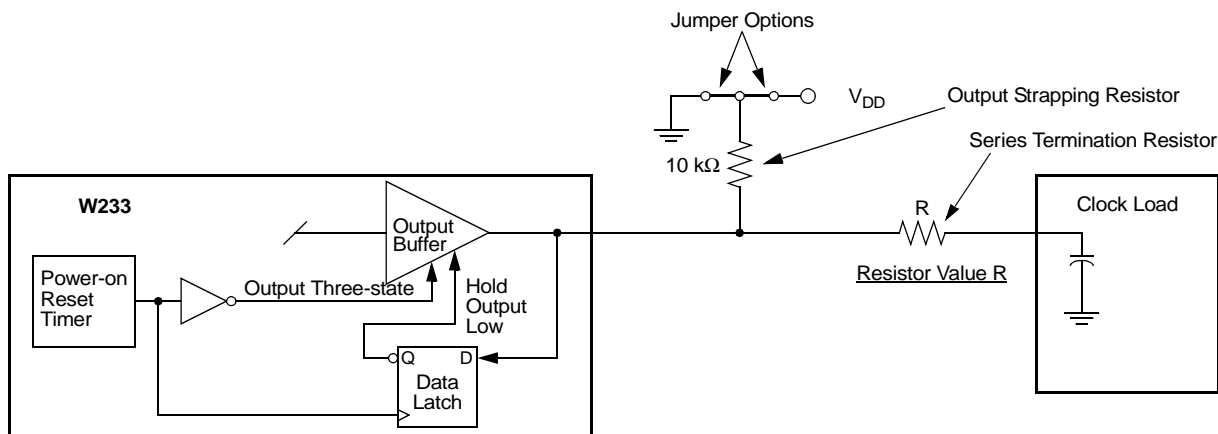 Jumper Options
V_DD
Output Strapping Resistor
10 kΩ
Series Termination Resistor
W233
Output
Buffer
R
Clock Load
Power-on
Reset
Timer
Output Three-state
Hold
Output
Low
Resistor Value R
Q D
Data
Latch